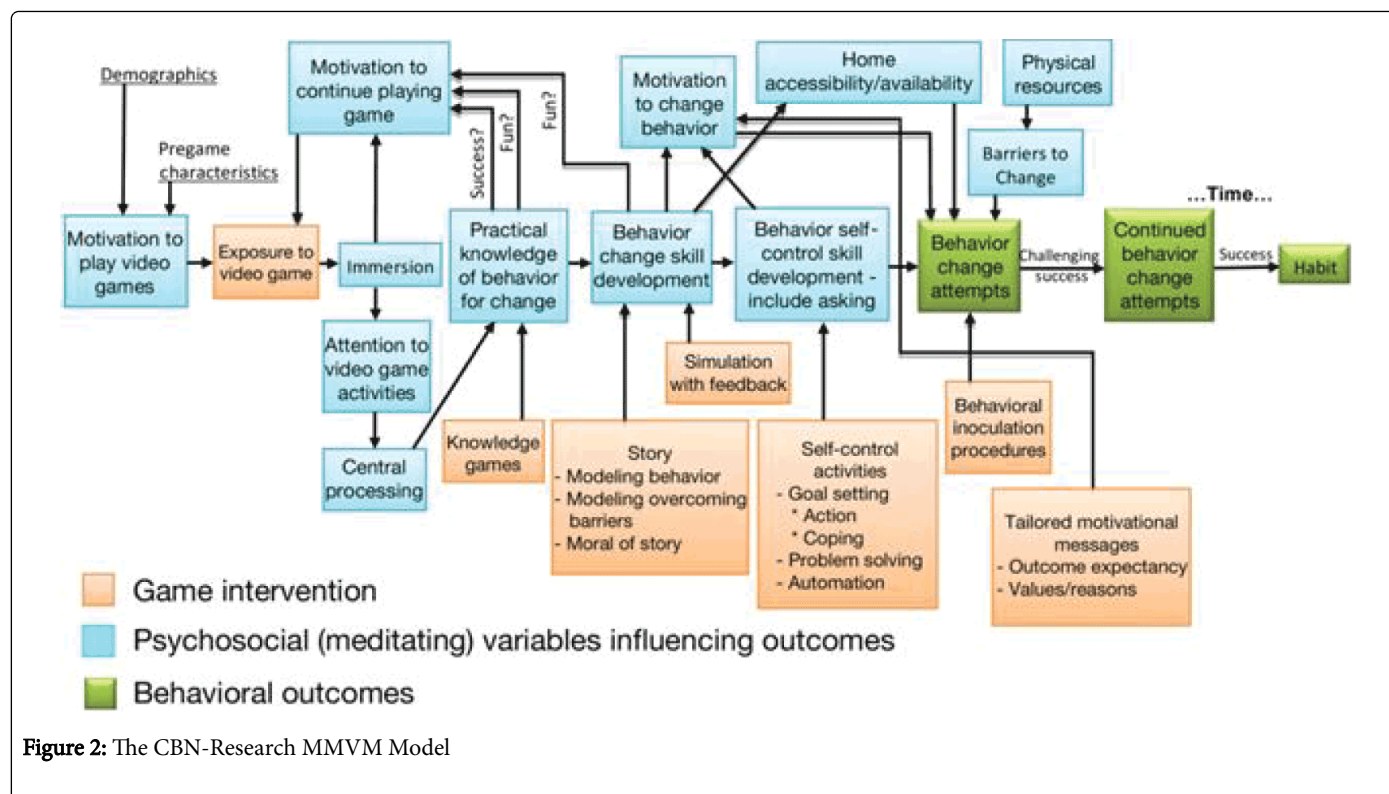 Demographics
Pregame
characteristics
Motivation to
play video
games
Exposure to
video game
Immersion
Motivation to
continue playing
game
Attention to
video game
activities
Central
processing
Success?
Fun?
Fun?
Practical
knowledge
of behavior
for change
Knowledge
games
Behavior
change skill
development
Story
- Modeling behavior
- Modeling overcoming
barriers
- Moral of story
Simulation
with feedback
Motivation
to change
behavior
Home
accessibility/availability
Behavior self-
control skill
development -
include asking
Self-control
activities
- Goal setting
* Action
* Coping
- Problem solving
- Automation
Physical
resources
Barriers to
Change
Behavior
change
attempts
Behavioral
inoculation
procedures
Tailored motivational
messages
- Outcome expectancy
- Values/reasons
Challenging
success
...Time...
Continued
behavior
change
attempts
Success
Habit
Game intervention
Psychosocial (meditating) variables influencing outcomes
Behavioral outcomes
Figure 2: The CBN-Research MMVM Model